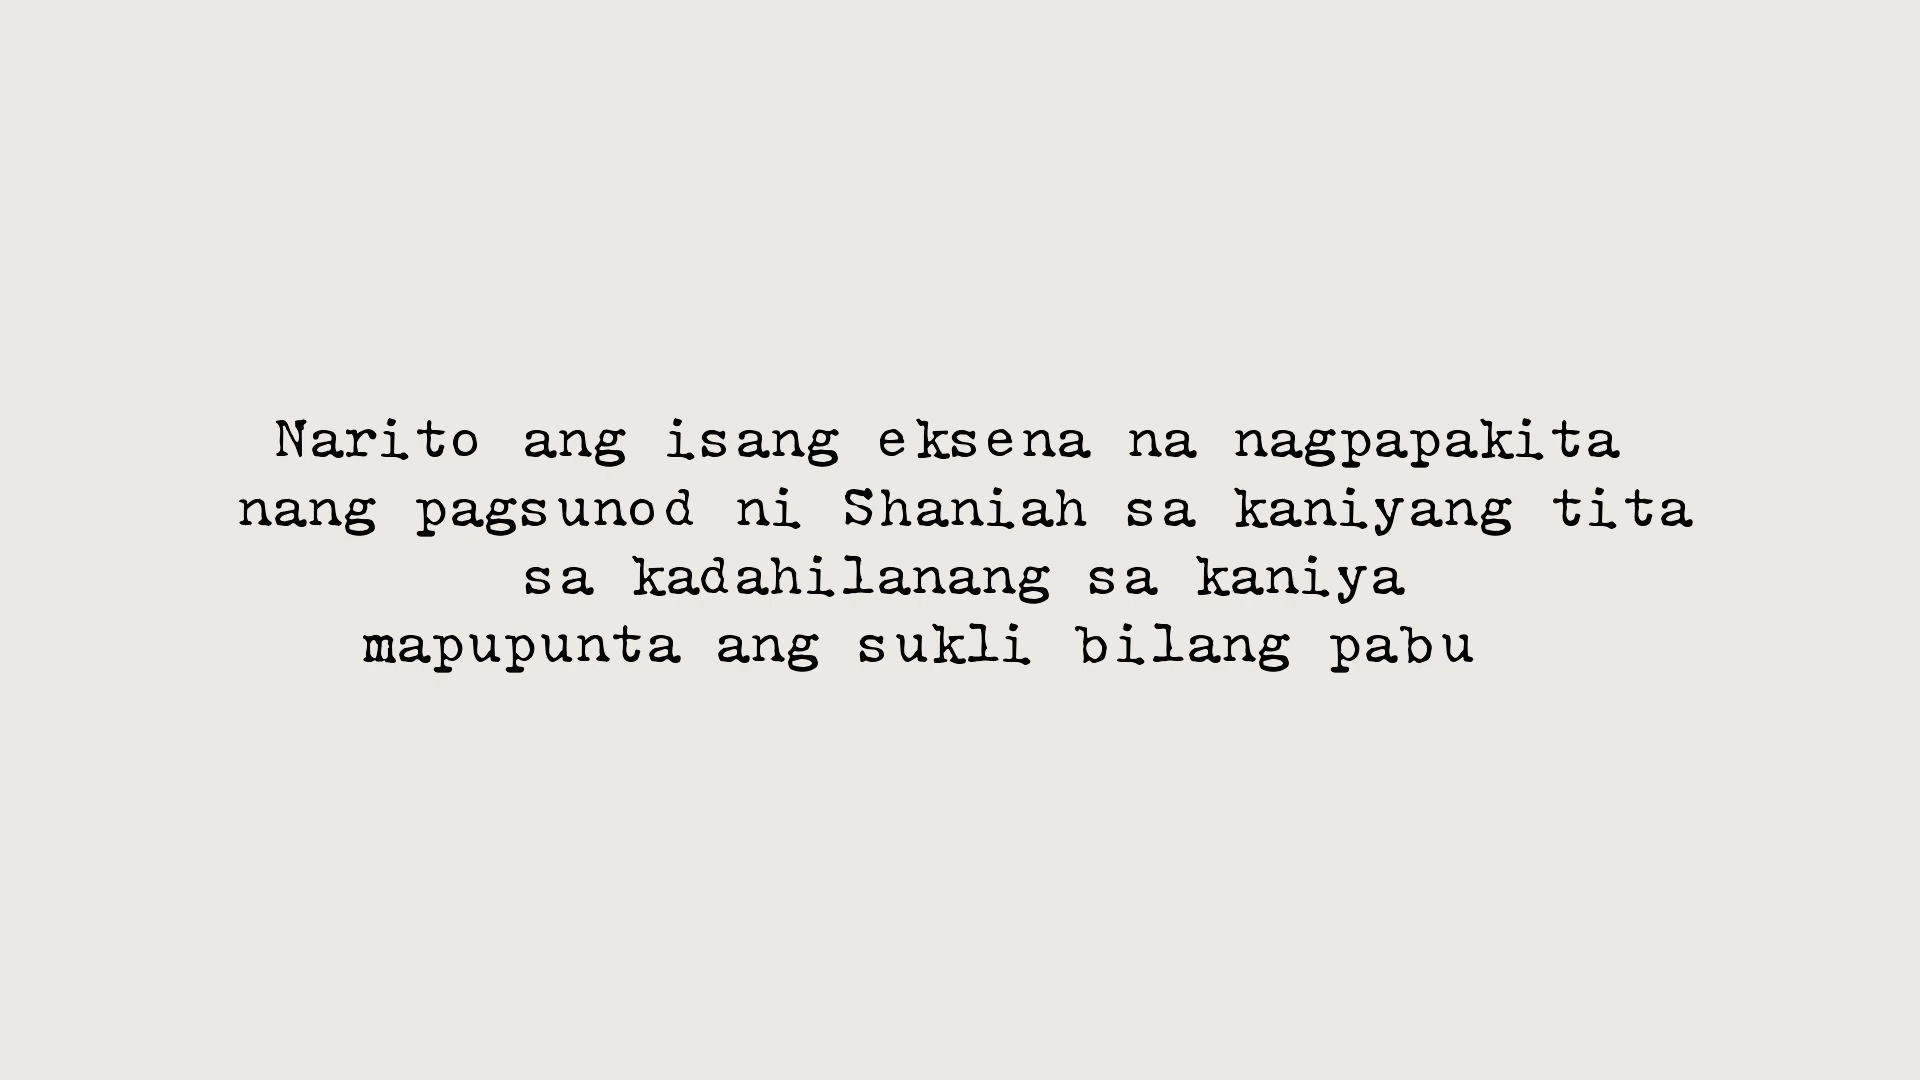 Narito ang isang eksena na nagpapakita
nang pagsunod ni Shaniah sa kaniyang tita
sa kadahilanang sa kaniya
mapupunta ang sukli bilang pabu